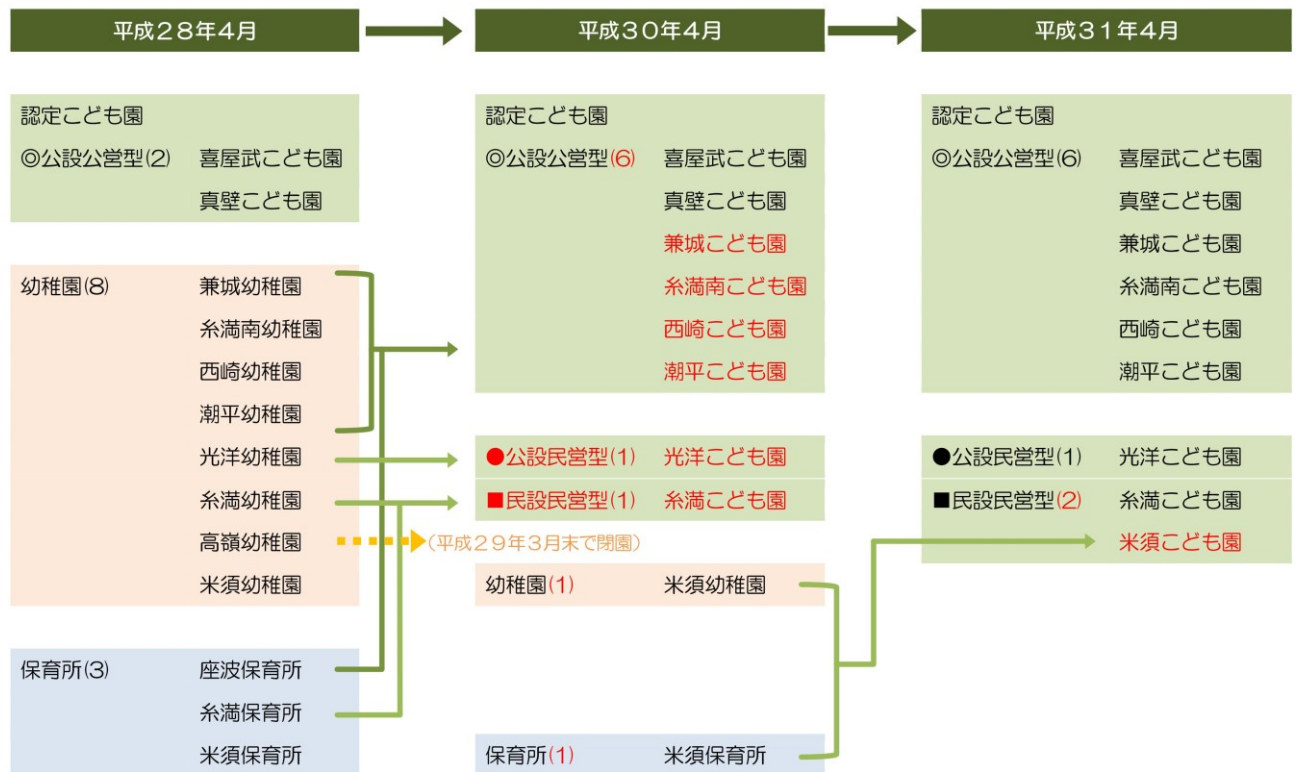 平成28年4月
認定こども園
◎公設公営型(2) 喜屋武こども園
真壁こども園
幼稚園(8) 兼城幼稚園
糸満南幼稚園
西崎幼稚園
潮平幼稚園
光洋幼稚園
糸満幼稚園
高嶺幼稚園
米須幼稚園
保育所(3) 座波保育所
糸満保育所
米須保育所
平成30年4月
認定こども園
◎公設公営型(6) 喜屋武こども園
真壁こども園
兼城こども園
糸満南こども園
西崎こども園
潮平こども園
●公設民営型(1) 光洋こども園
■民設民営型(1) 糸満こども園
(平成29年3月末で閉園)
幼稚園(1) 米須幼稚園
保育所(1) 米須保育所
平成31年4月
認定こども園
◎公設公営型(6) 喜屋武こども園
真壁こども園
兼城こども園
糸満南こども園
西崎こども園
潮平こども園
●公設民営型(1) 光洋こども園
■民設民営型(2) 糸満こども園
米須こども園